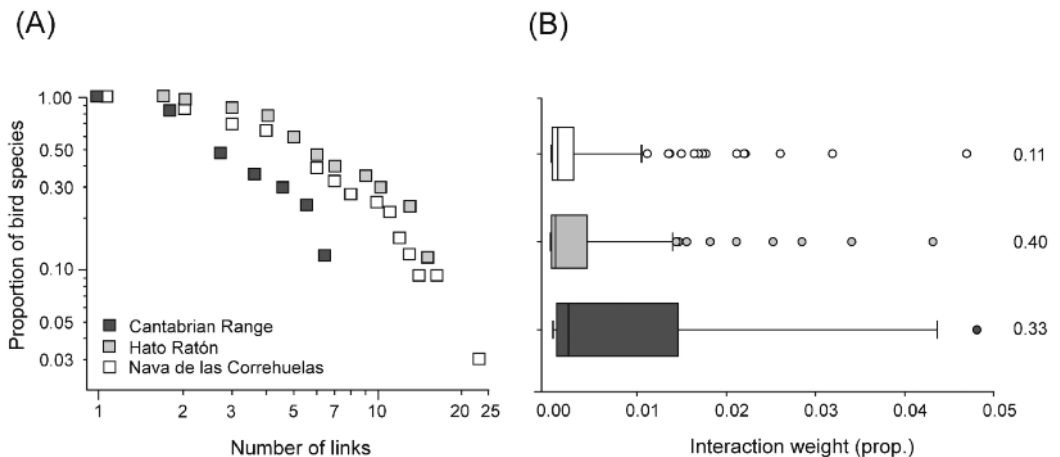 (A)
(B)
Proportion of bird species
1.00
0.50
0.30
0.10
0.05
0.03
Cantabrian Range
Hato Ratón
Nava de las Correhuelas
1 2 3 5 7 10 20 25
Number of links
0.11
0.40
0.33
0.00 0.01 0.02 0.03 0.04 0.05
Interaction weight (prop.)